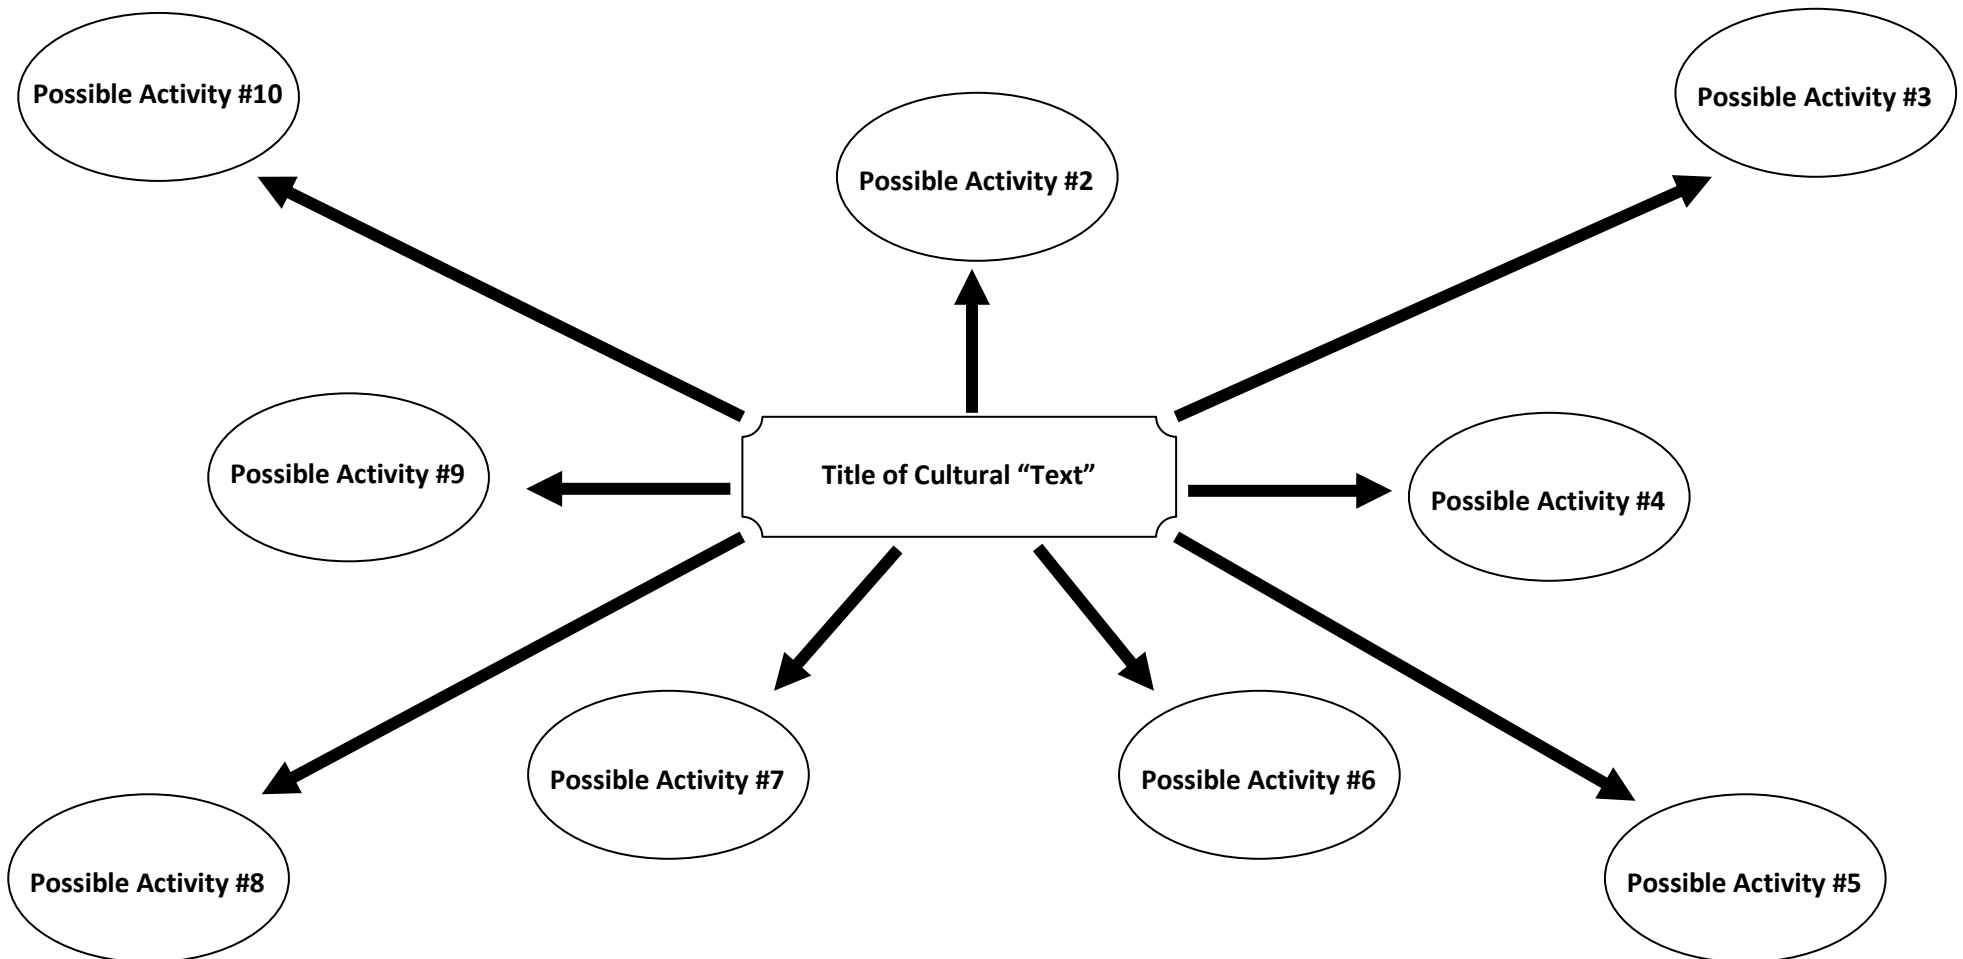 Possible Activity #10
Possible Activity #3
Possible Activity #2
Possible Activity #9
Title of Cultural “Text”
Possible Activity #4
Possible Activity #7
Possible Activity #6
Possible Activity #8
Possible Activity #5